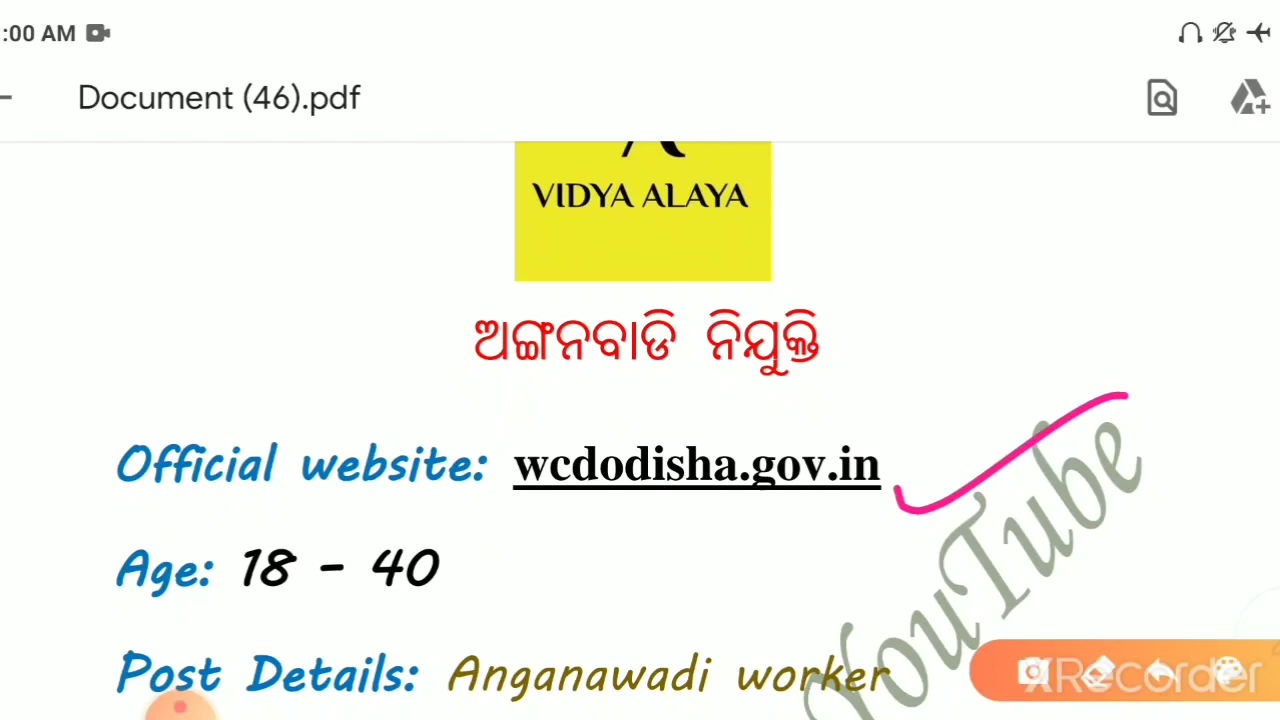 :00 AM
Document (46).pdf
VIDYA ALAYA
ଅଙ୍ଗନବାଡି ନିଯୁକ୍ତି
Official website: wcdodisha.gov.in
Age: 18 - 40
Post Details: Anganawadi worker
YouTube
XRecorder